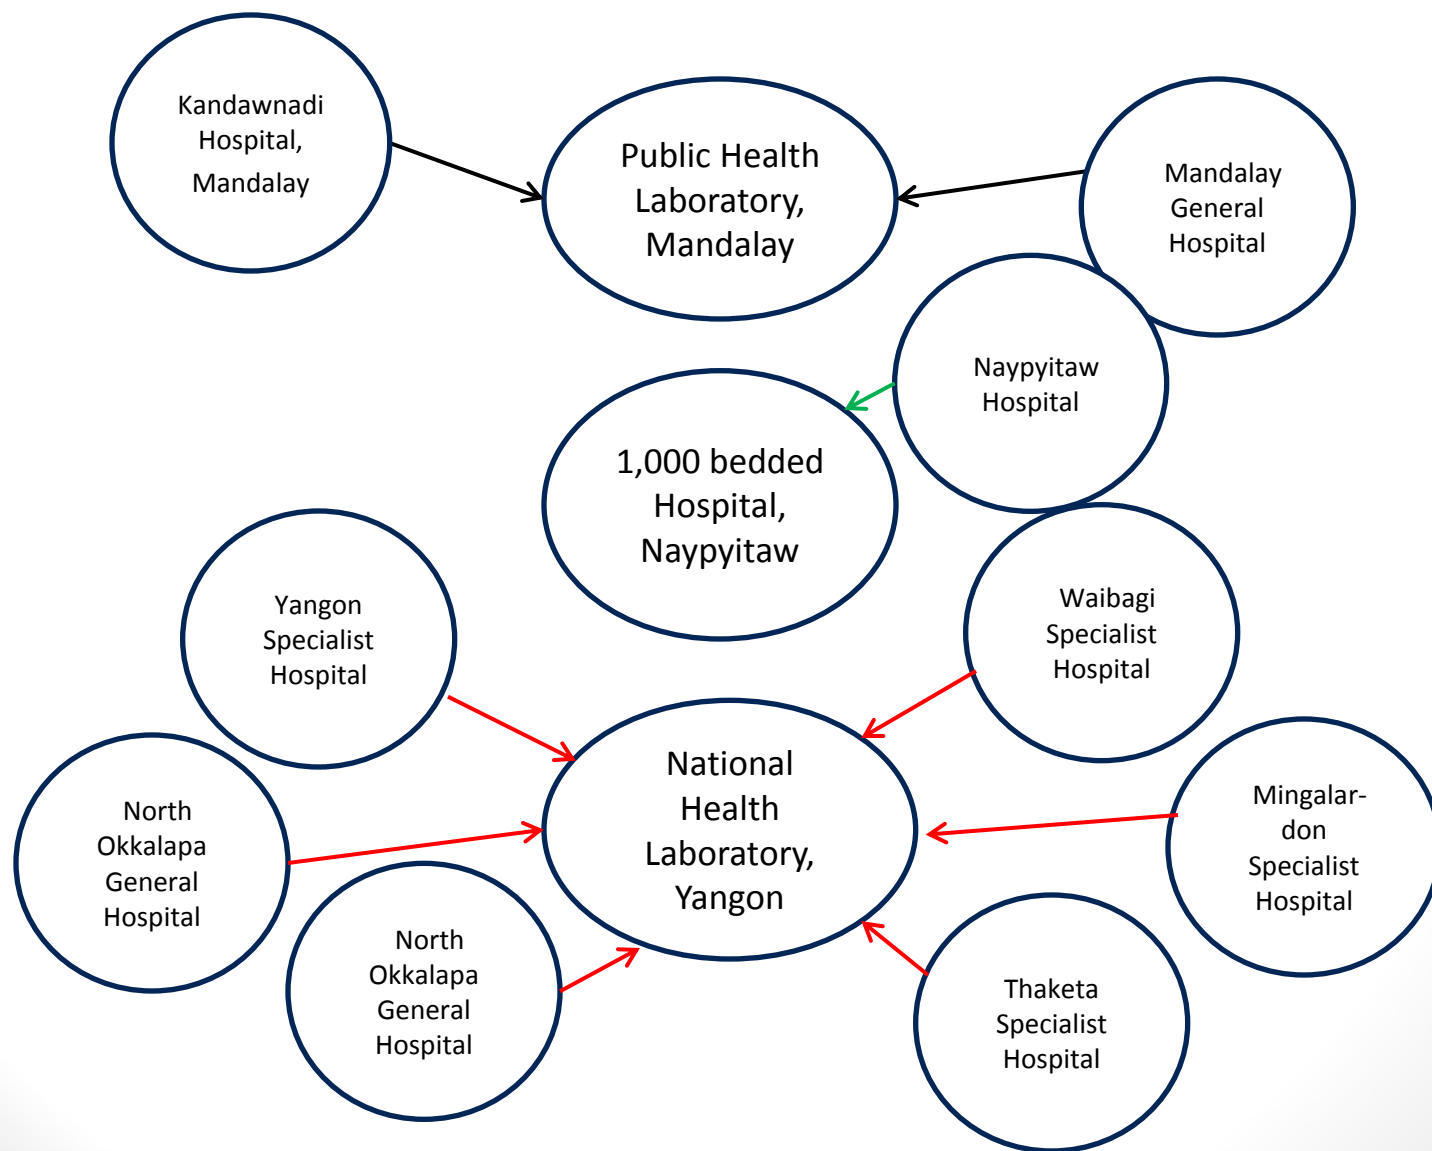 Kandawnadi
Hospital,
Mandalay
Public Health
Laboratory,
Mandalay
Mandalay
General
Hospital
Naypyitaw
Hospital
1,000 bedded
Hospital,
Naypyitaw
Yangon
Specialist
Hospital
Waibagi
Specialist
Hospital
National
Health
Laboratory,
Yangon
Mingalar-
don
Specialist
Hospital
North
Okkalapa
General
Hospital
North
Okkalapa
General
Hospital
Thaketa
Specialist
Hospital